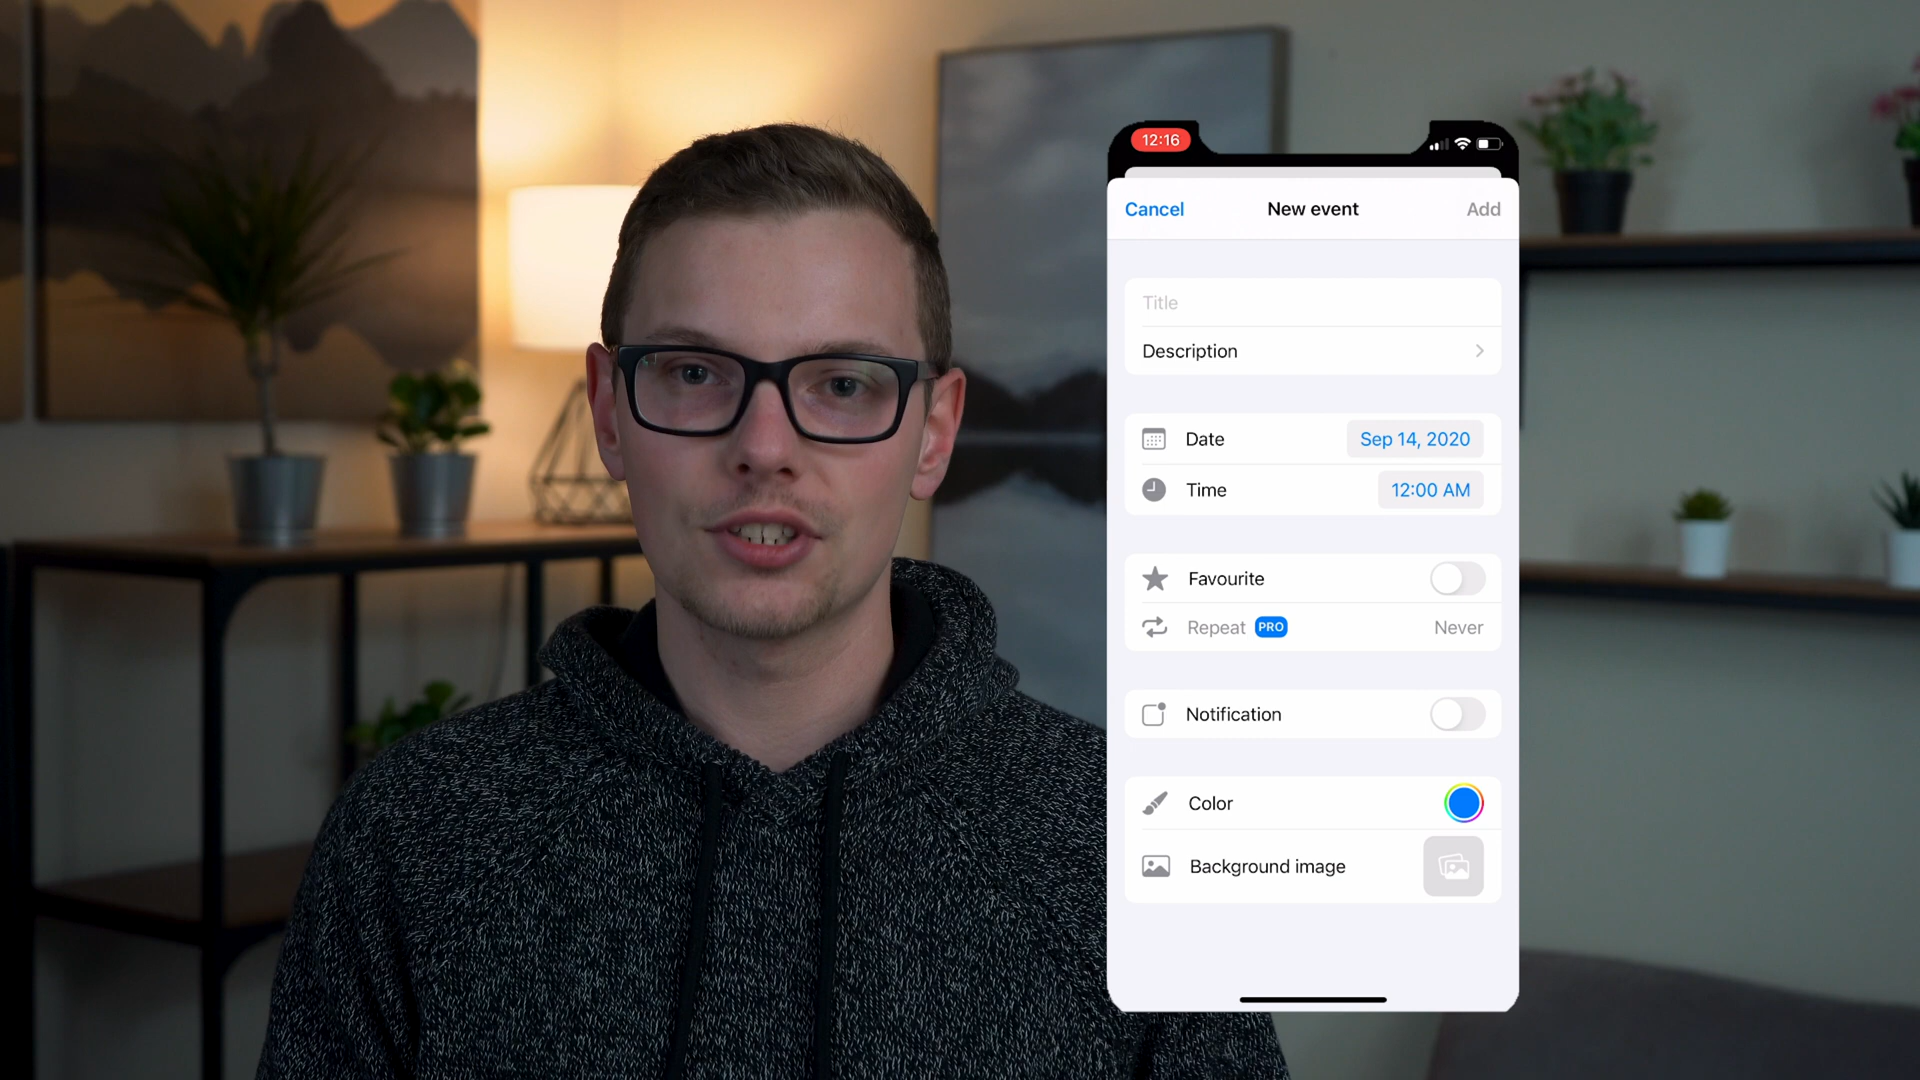 12:16
Cancel New event Add
Title
Description
Date Sep 14, 2020
Time 12:00 AM
Favourite
Repeat PRO Never
Notification
Color
Background image